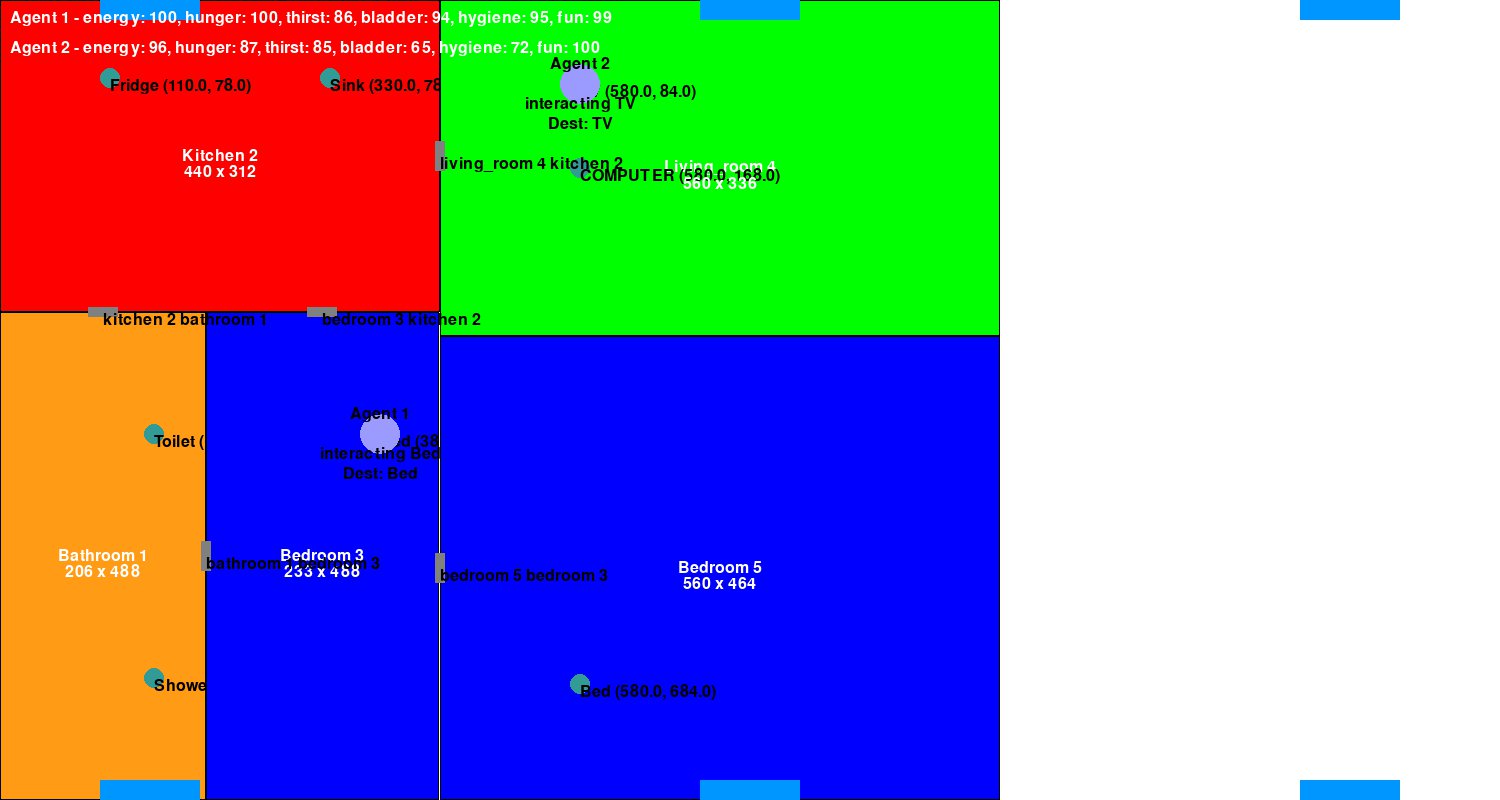 Agent 1 - energy: 100, hunger: 100, thirst: 86, bladder: 94, hygiene: 95, fun: 99
Agent 2 - energy: 96, hunger: 87, thirst: 85, bladder: 65, hygiene: 72, fun: 100
Agent 2
Fridge (110.0, 78.0)
Sink (330.0, 78
(580.0, 84.0)
interacting TV
Dest: TV
Kitchen 2
440 x 312
living_room 4 kitchen 2
Living_room 4
COMPUTER (580.0, 168.0)
560 x 336
kitchen 2 bathroom 1
bedroom 3 kitchen 2
Agent 1
Toilet (
d (38
interacting Bed
Dest: Bed
Bathroom 1
206 x 488
Bedroom 3
233 x 488
bathroom 1 bedroom 3
Bedroom 5
560 x 464
bedroom 5 bedroom 3
Showe
Bed (580.0, 684.0)